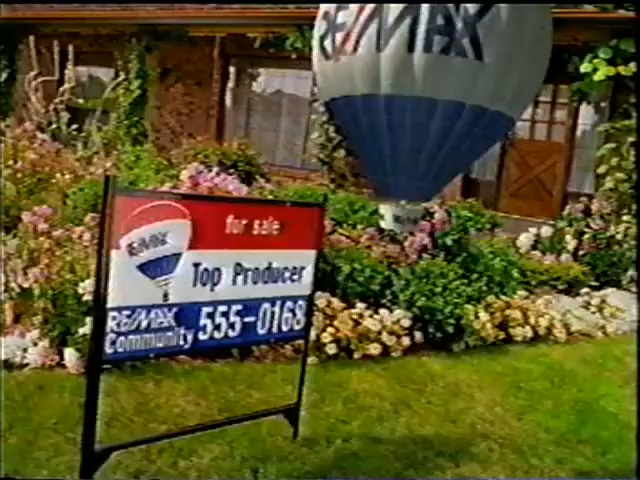 RE/MAX
for sale
RE/MAX
Top Producer
RE/MAX
Community
555-0168